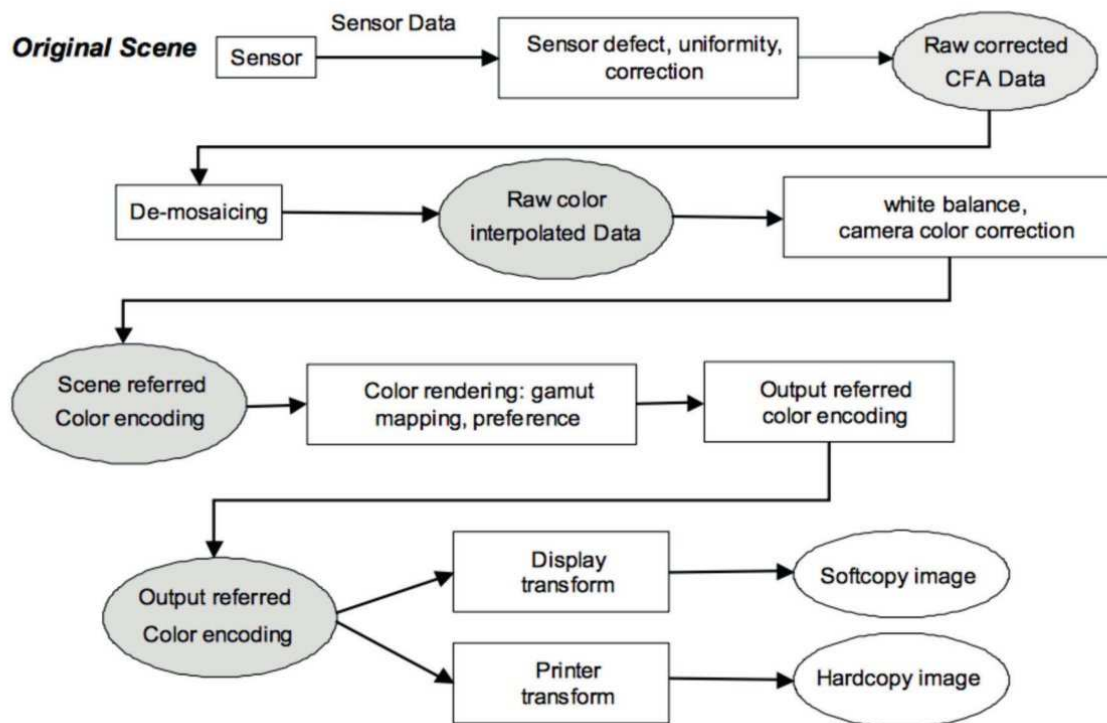 Original Scene
Sensor
Sensor Data
Sensor defect, uniformity,
correction
Raw corrected
CFA Data
De-mosaicing
Raw color
interpolated Data
white balance,
camera color correction
Scene referred
Color encoding
Color rendering: gamut
mapping, preference
Output referred
color encoding
Output referred
Color encoding
Display
transform
Softcopy image
Printer
transform
Hardcopy image